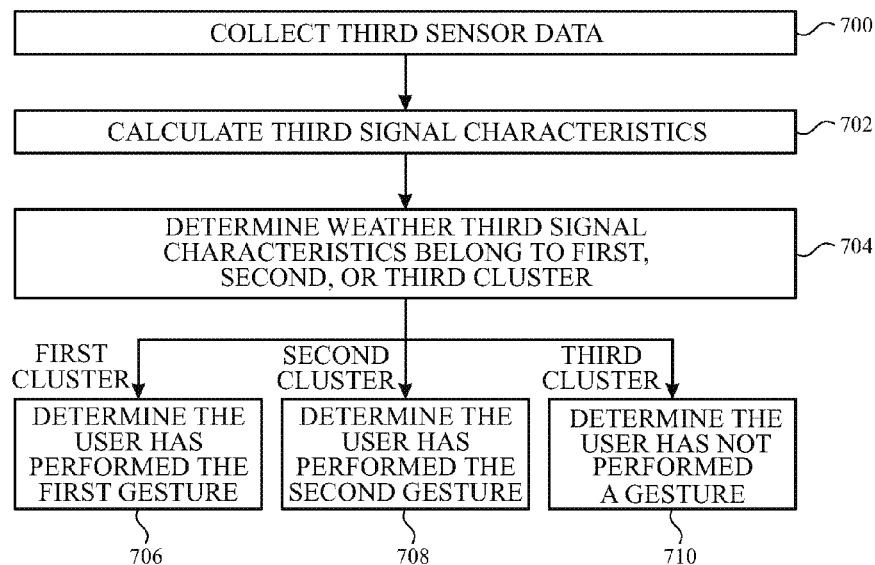 COLLECT THIRD SENSOR DATA
700
CALCULATE THIRD SIGNAL CHARACTERISTICS
702
DETERMINE WEATHER THIRD SIGNAL
CHARACTERISTICS BELONG TO FIRST,
SECOND, OR THIRD CLUSTER
704
FIRST
CLUSTER
SECOND
CLUSTER
THIRD
CLUSTER
DETERMINE THE
USER HAS
PERFORMED THE
FIRST GESTURE
DETERMINE THE
USER HAS
PERFORMED THE
SECOND GESTURE
DETERMINE THE
USER HAS NOT
PERFORMED
A GESTURE
706
708
710